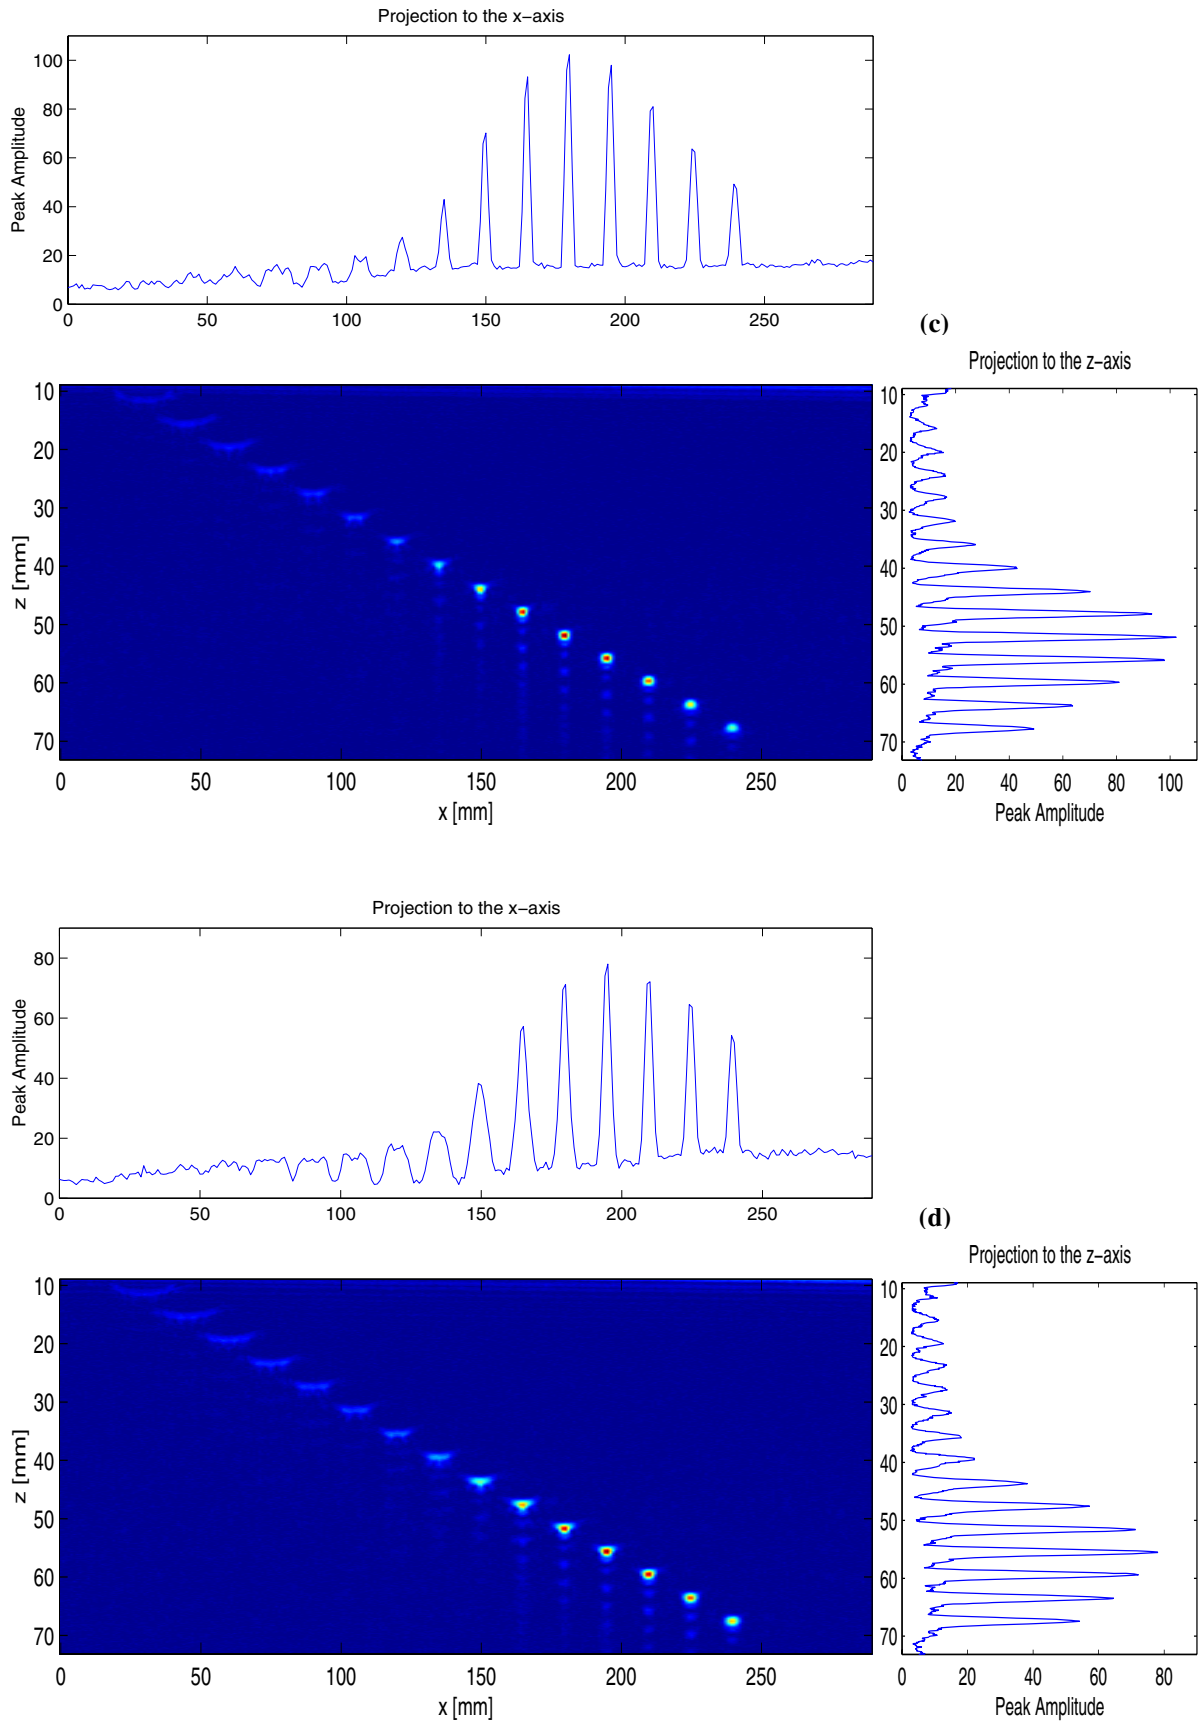 Projection to the x−axis
Peak Amplitude
100
80
60
40
20
0
0 50 100 150 200 250
(c)
Projection to the z−axis
z [mm]
10
20
30
40
50
60
70
0 50 100 150 200 290
x [mm]
10
20
30
40
50
60
70
0 20 40 60 80 100
Peak Amplitude
Projection to the x−axis
Peak Amplitude
80
60
40
20
0
0 50 100 150 200 250
(d)
Projection to the z−axis
z [mm]
10
20
30
40
50
60
70
0 50 100 150 200 290
x [mm]
10
20
30
40
50
60
70
0 20 40 60 80
Peak Amplitude